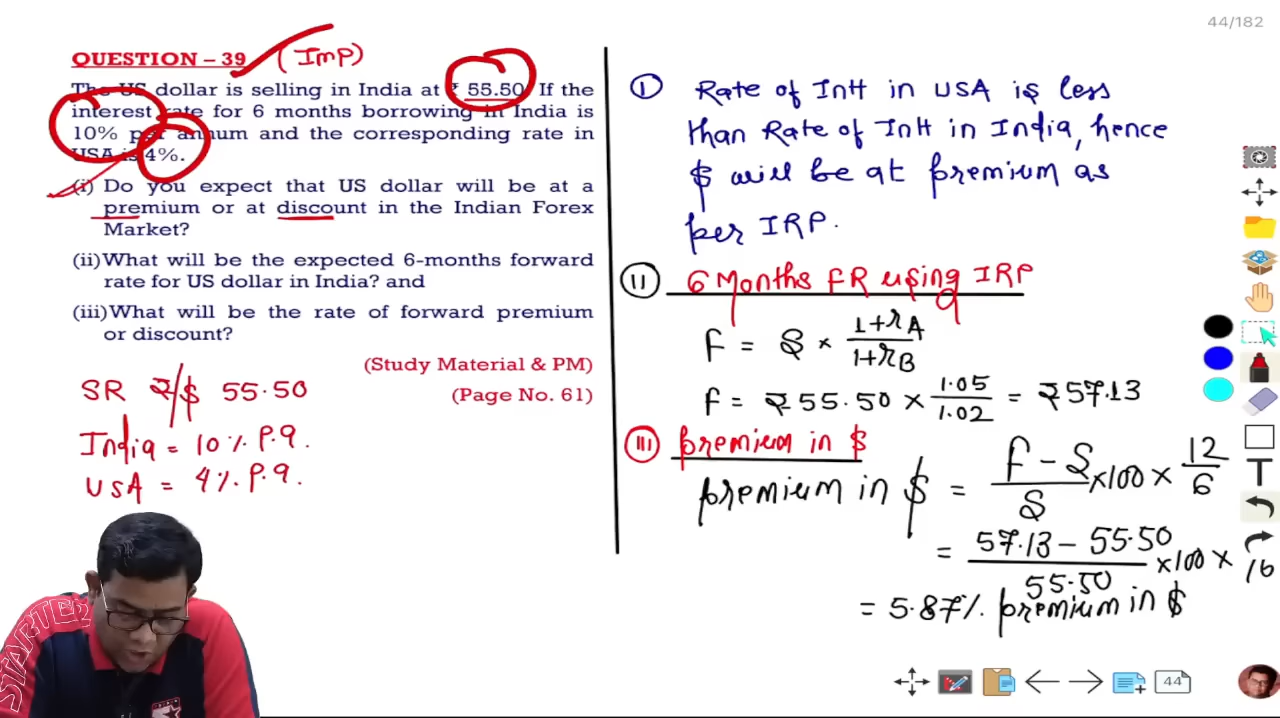 44/182
QUESTION – 39 (IMP)
The US dollar is selling in India at ₹ 55.50. If the
interest rate for 6 months borrowing in India is
10% per annum and the corresponding rate in
USA is 4%.
(i) Do you expect that US dollar will be at a
premium or at discount in the Indian Forex
Market?
(ii) What will be the expected 6-months forward
rate for US dollar in India? and
(iii) What will be the rate of forward premium
or discount?
(Study Material & PM)
(Page No. 61)
SR ₹/$ 55.50
India = 10% P.a.
USA = 4% P.a.
I Rate of Intt in USA is less
than Rate of Intt in India, hence
$ will be at premium as
per IRP.
II 6 Months FR using IRP
F = S × 1+rA / 1+rB
F = ₹55.50 × 1.05 / 1.02 = ₹57.13
III premium in $
premium in $ = F – S / S ×100 × 12/6
= 57.13 – 55.50 / 55.50 ×100 ×
16
= 5.87% premium in $
STARTER
T
44